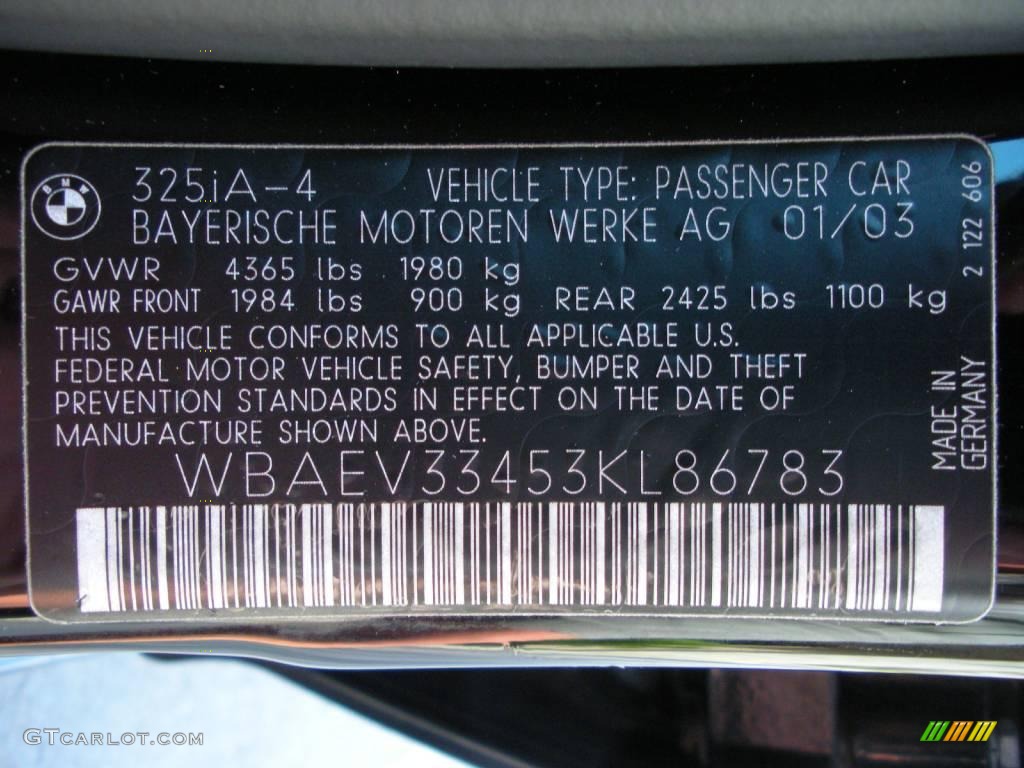 BMW
325iA-4 VEHICLE TYPE: PASSENGER CAR
BAYERISCHE MOTOREN WERKE AG 01/03
GVWR 4365 lbs 1980 kg
GAWR FRONT 1984 lbs 900 kg REAR 2425 lbs 1100 kg
THIS VEHICLE CONFORMS TO ALL APPLICABLE U.S.
FEDERAL MOTOR VEHICLE SAFETY, BUMPER AND THEFT
PREVENTION STANDARDS IN EFFECT ON THE DATE OF
MANUFACTURE SHOWN ABOVE.
WBAEV33453KL86783
MADE IN
GERMANY
2 122 606
GTCARLOT.COM